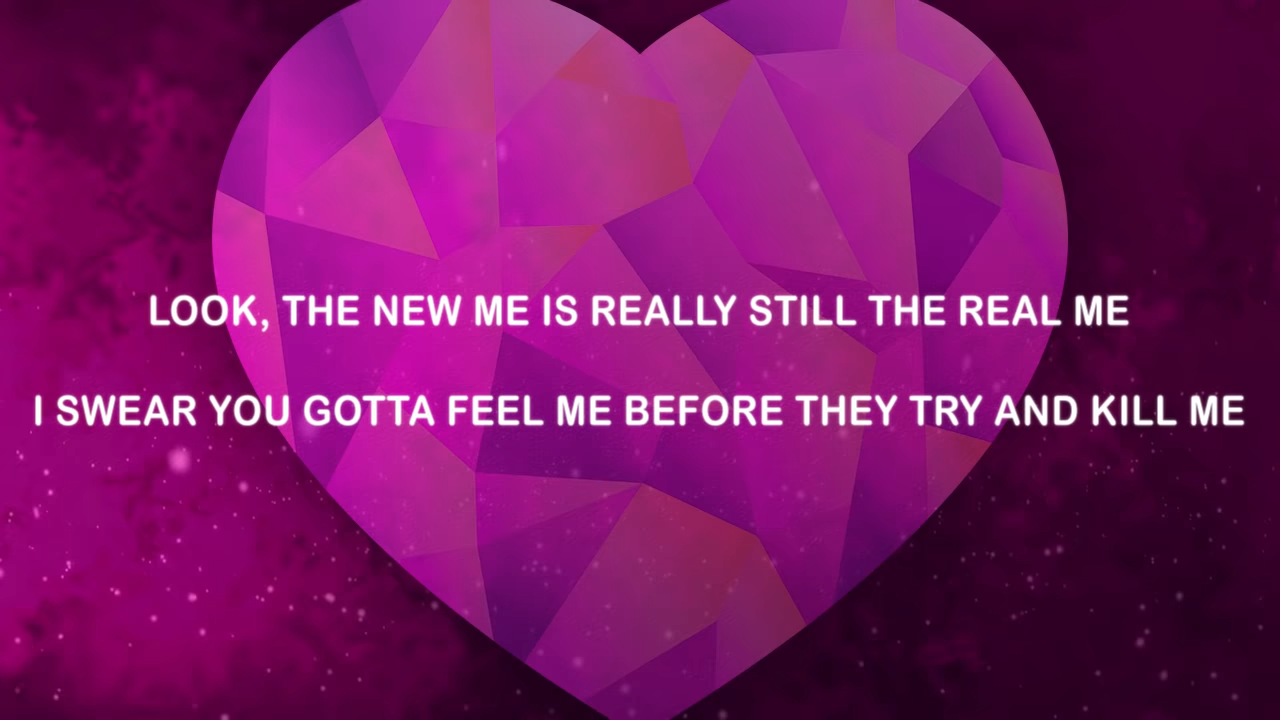 LOOK, THE NEW ME IS REALLY STILL THE REAL ME
I SWEAR YOU GOTTA FEEL ME BEFORE THEY TRY AND KILL ME